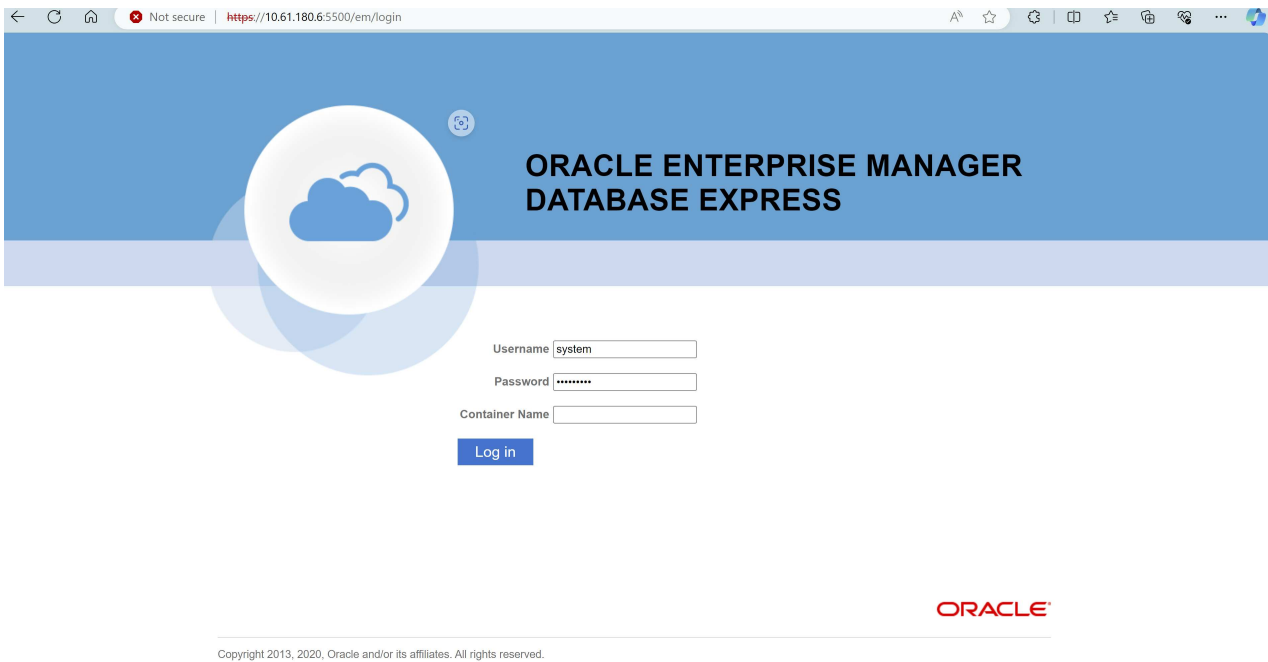 Not secure https://10.61.180.6:5500/em/login
ORACLE ENTERPRISE MANAGER
DATABASE EXPRESS
Username system
Password •••••••••
Container Name
Log in
ORACLE
Copyright 2013, 2020, Oracle and/or its affiliates. All rights reserved.